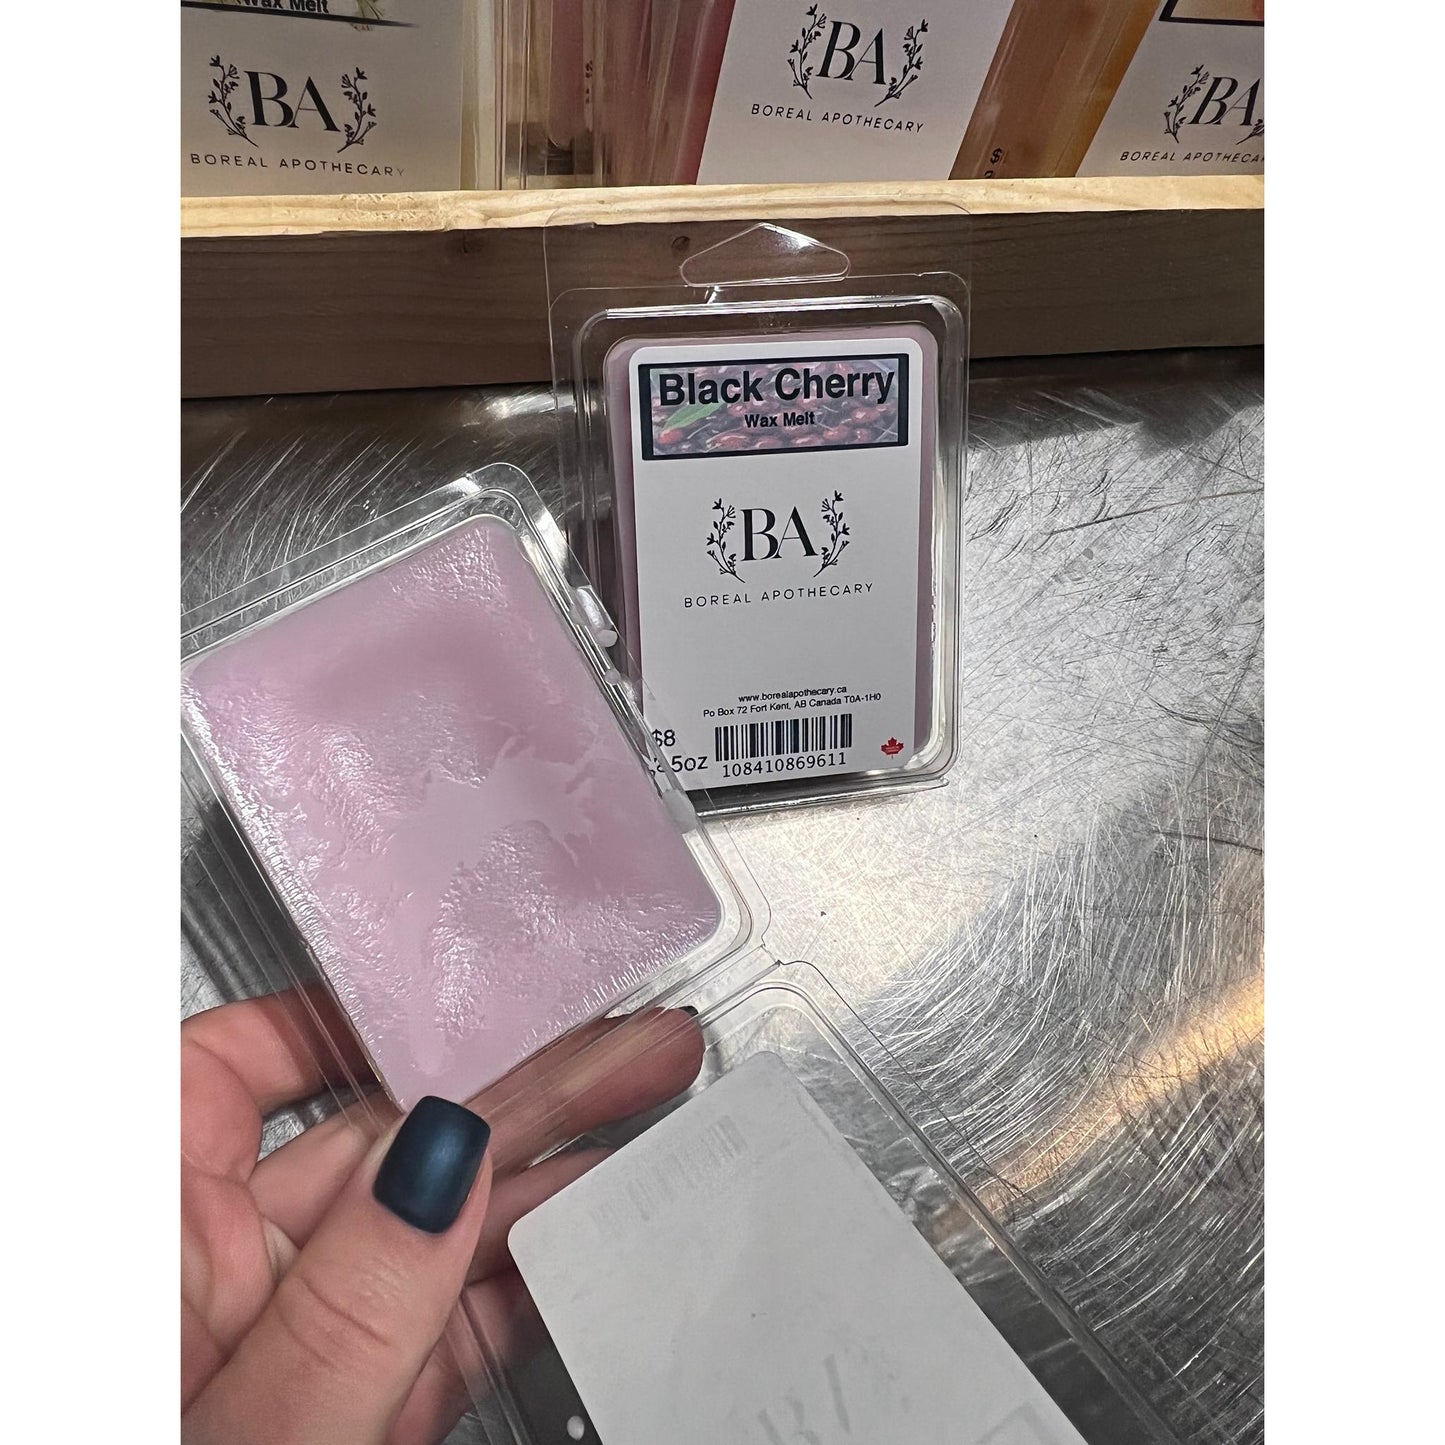 Wax Melt
BA
BOREAL APOTHECARY
BA
BOREAL APOTHECARY
BA
BOREAL APOTHECARY
$
Black Cherry
Wax Melt
BA
BOREAL APOTHECARY
www.borealapothecary.ca
Po Box 72 Fort Kent, AB Canada T0A-1H0
$8
5oz
108410869611